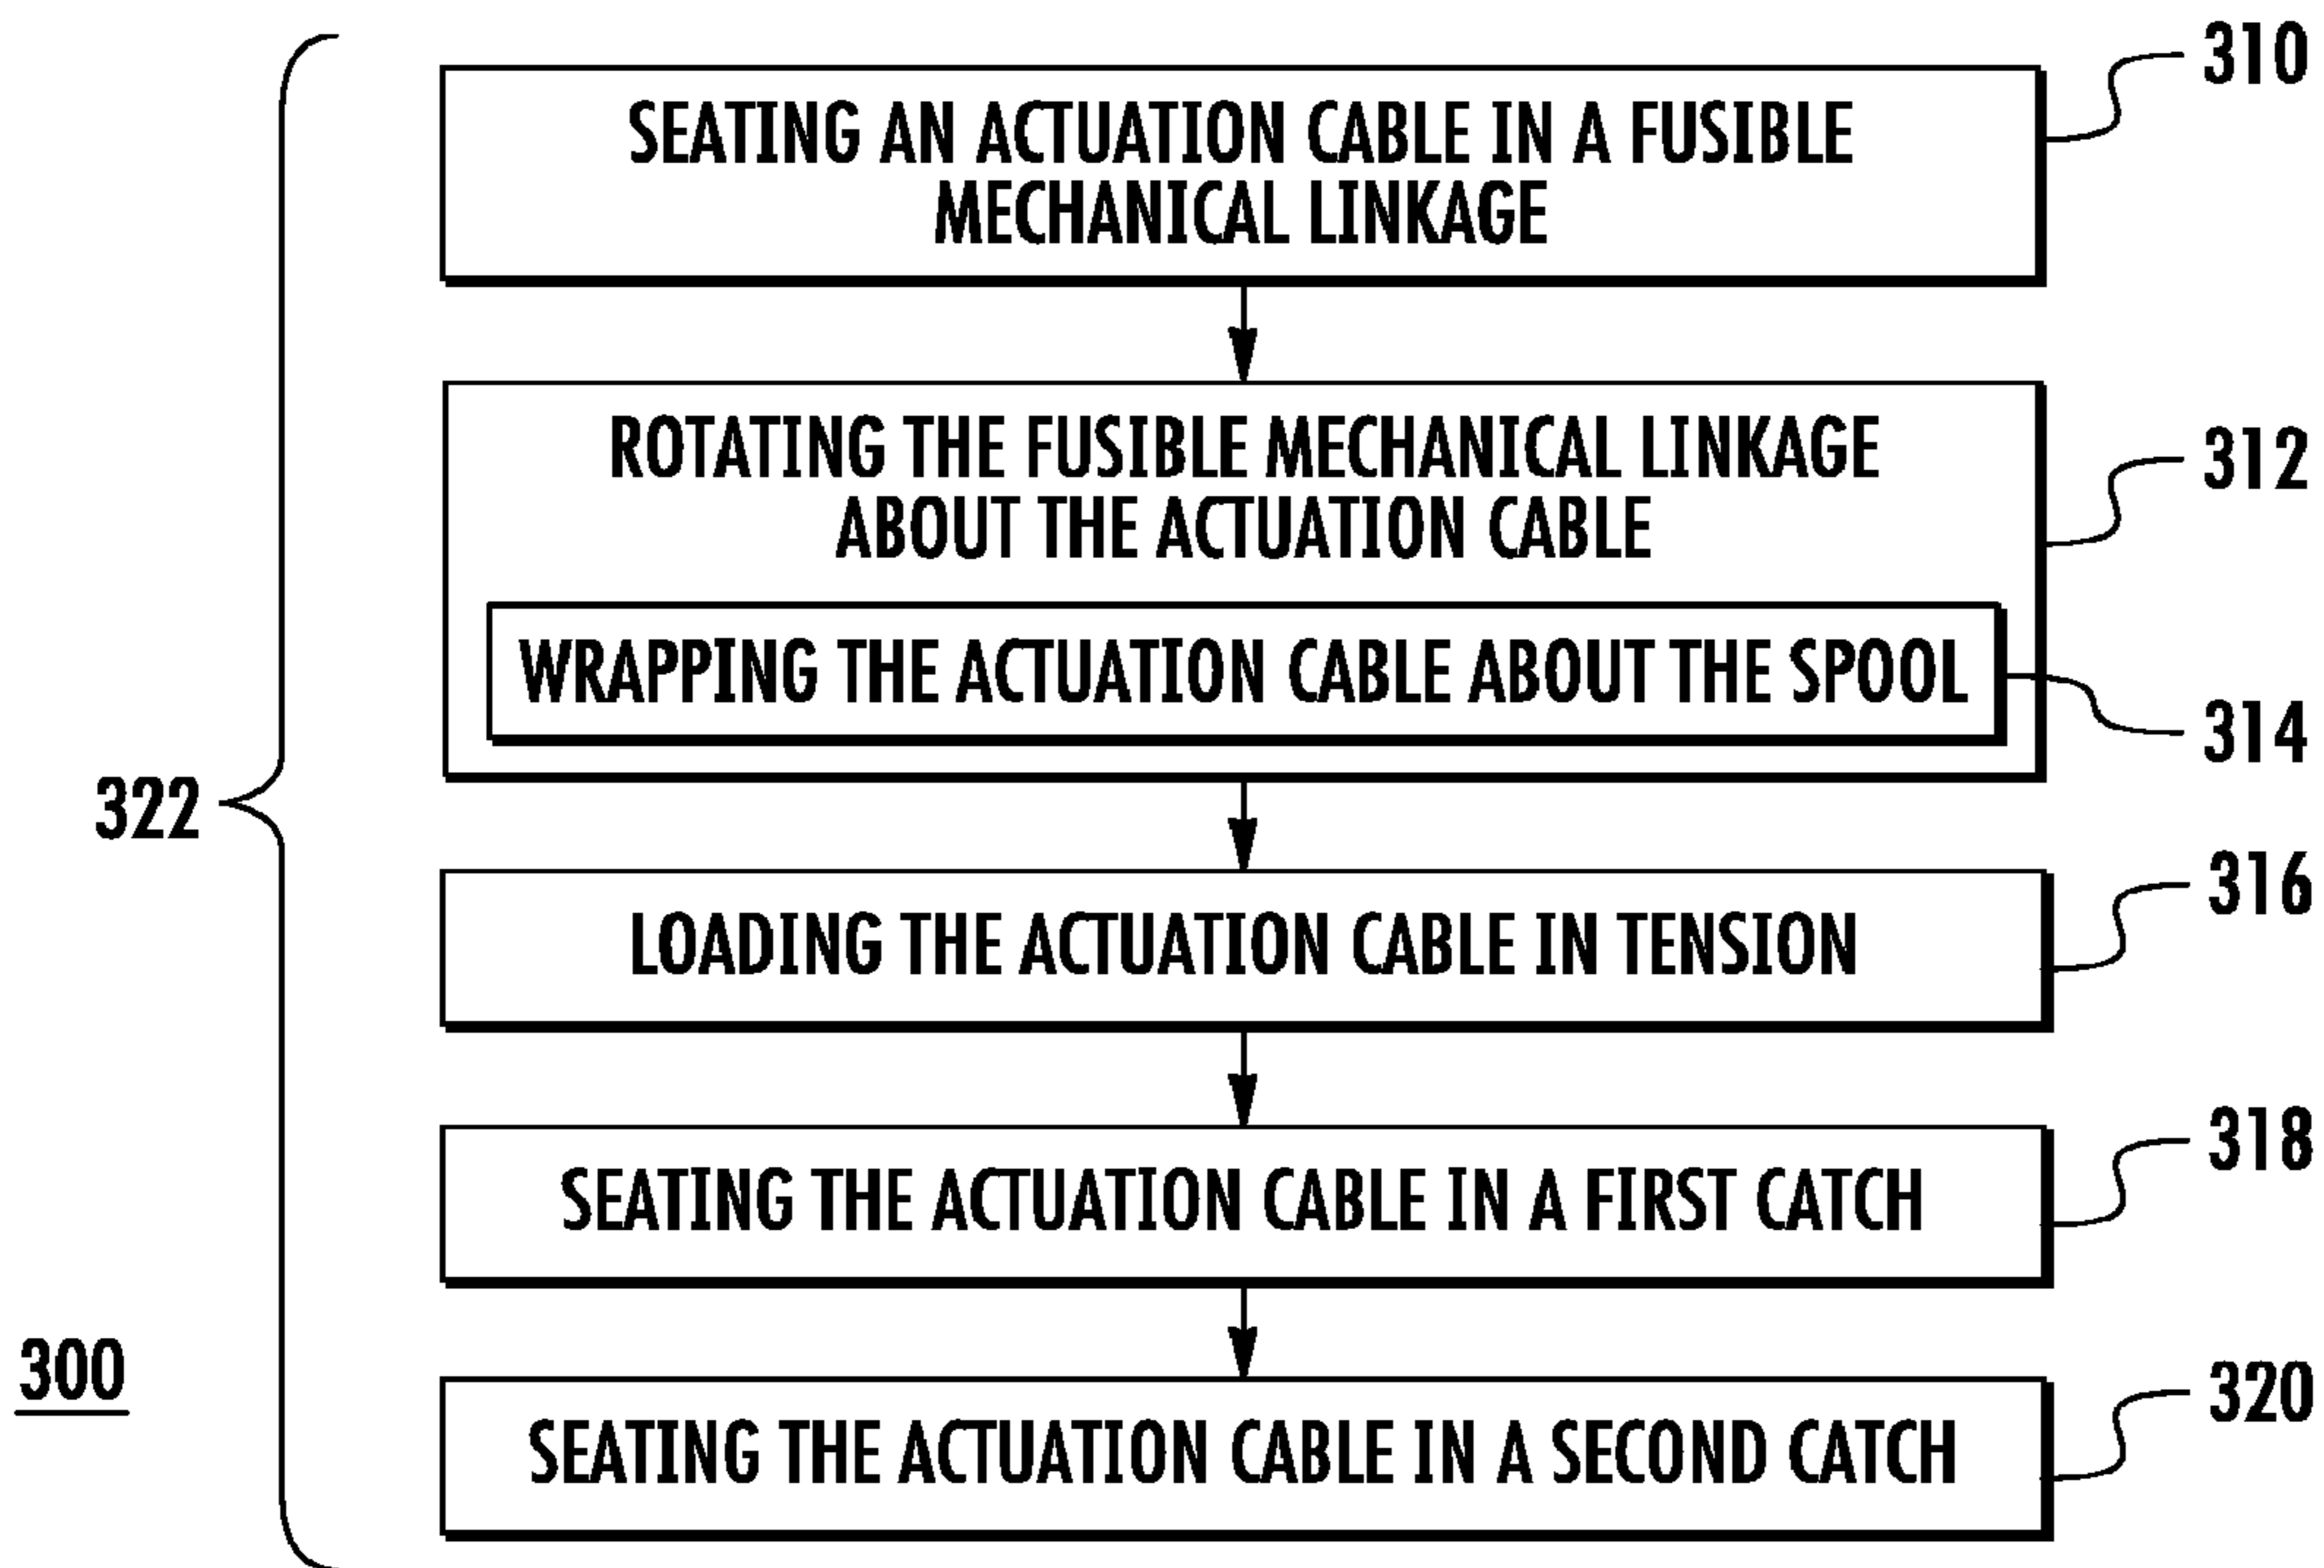 310
SEATING AN ACTUATION CABLE IN A FUSIBLE
MECHANICAL LINKAGE
ROTATING THE FUSIBLE MECHANICAL LINKAGE
ABOUT THE ACTUATION CABLE
312
WRAPPING THE ACTUATION CABLE ABOUT THE SPOOL
314
322
316
LOADING THE ACTUATION CABLE IN TENSION
318
SEATING THE ACTUATION CABLE IN A FIRST CATCH
300
320
SEATING THE ACTUATION CABLE IN A SECOND CATCH